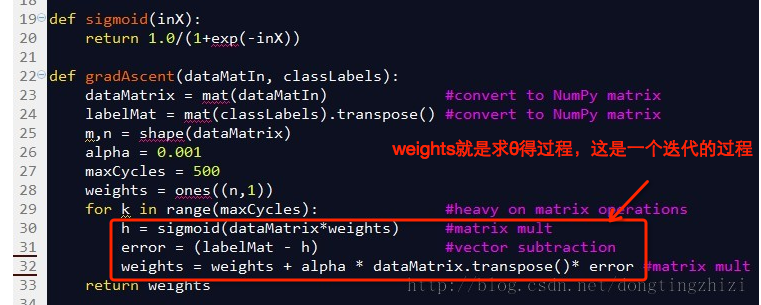 19 def sigmoid(inX):
20     return 1.0/(1+exp(-inX))
21
22 def gradAscent(dataMatIn, classLabels):
23     dataMatrix = mat(dataMatIn)             #convert to NumPy matrix
24     labelMat = mat(classLabels).transpose() #convert to NumPy matrix
25     m,n = shape(dataMatrix)
26     alpha = 0.001
weights就是求θ得过程，这是一个迭代的过程
27     maxCycles = 500
28     weights = ones((n,1))
29     for k in range(maxCycles):              #heavy on matrix operations
30         h = sigmoid(dataMatrix*weights)     #matrix mult
31         error = (labelMat - h)              #vector subtraction
32         weights = weights + alpha * dataMatrix.transpose()* error #matrix mult
33     return weights
http://blog.csdn.net/dongtingzhizi